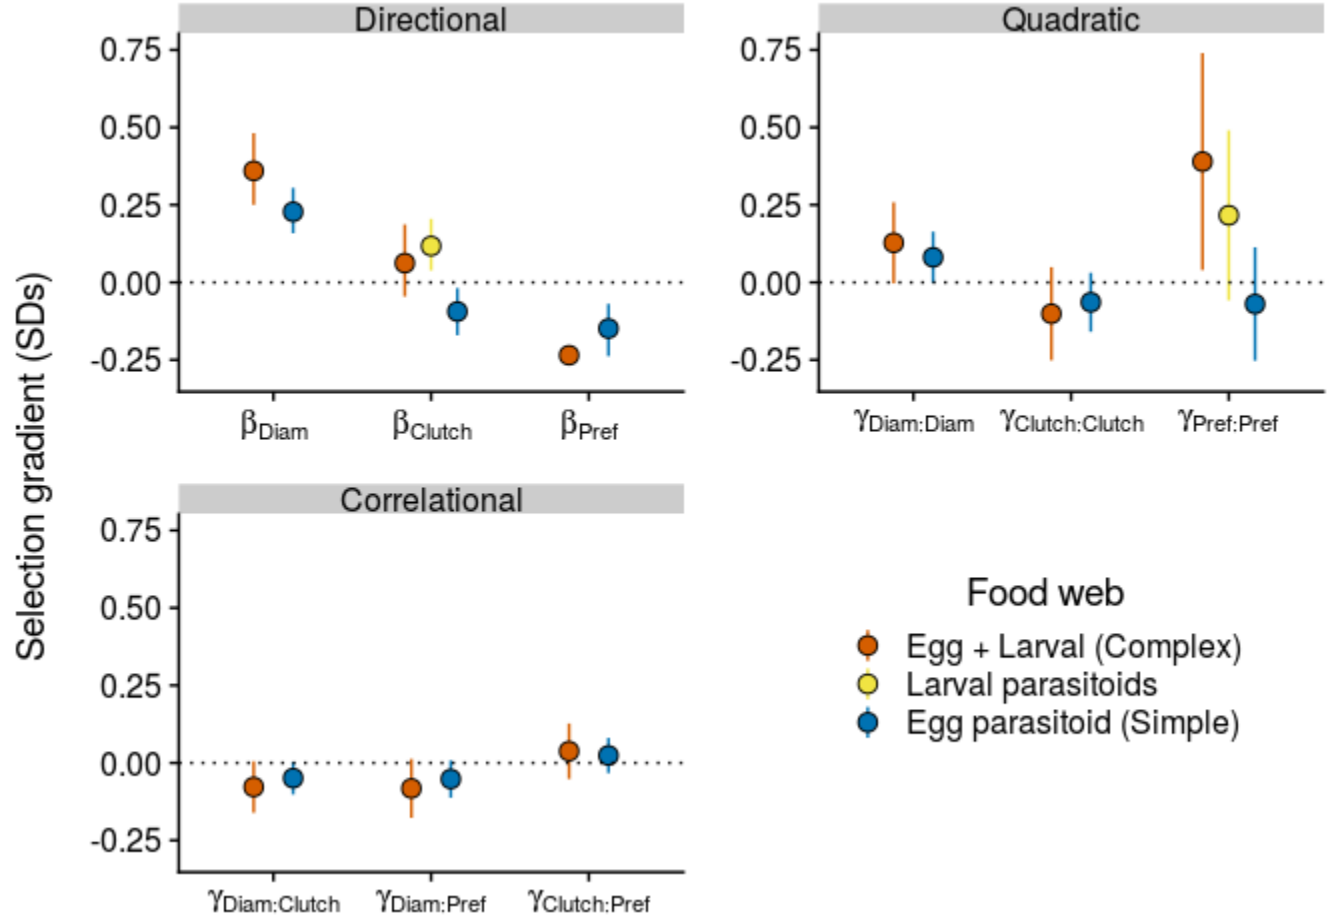 Directional
0.75
0.50
0.25
0.00
-0.25
βDiam βClutch βPref
Quadratic
0.75
0.50
0.25
0.00
-0.25
γDiam:Diam γClutch:Clutch γPref:Pref
Selection gradient (SDs)
Correlational
0.75
0.50
0.25
0.00
-0.25
γDiam:Clutch γDiam:Pref γClutch:Pref
Food web
Egg + Larval (Complex)
Larval parasitoids
Egg parasitoid (Simple)